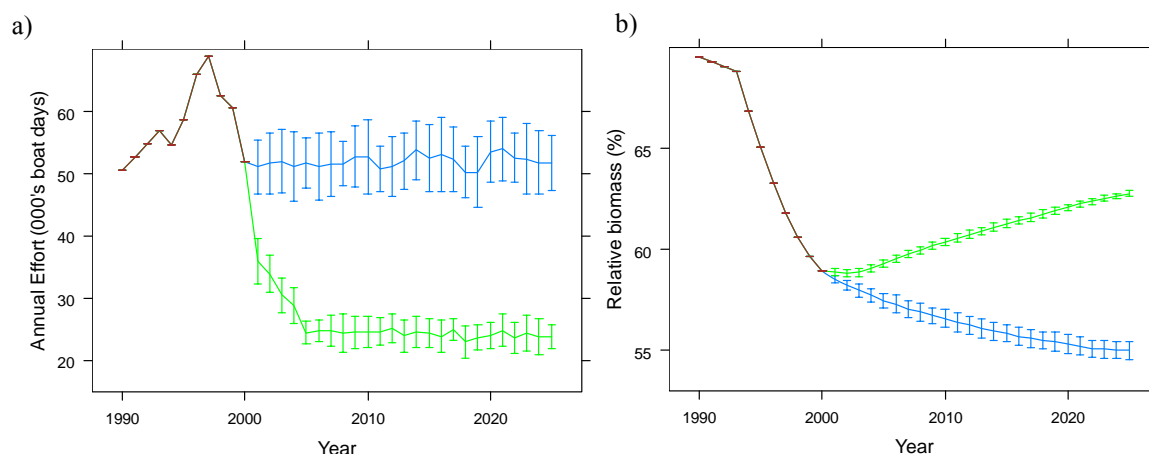 a)
Annual Effort (000's boat days)
60
50
40
30
20
1990
2000
2010
2020
Year
b)
Relative biomass (%)
65
60
55
1990
2000
2010
2020
Year